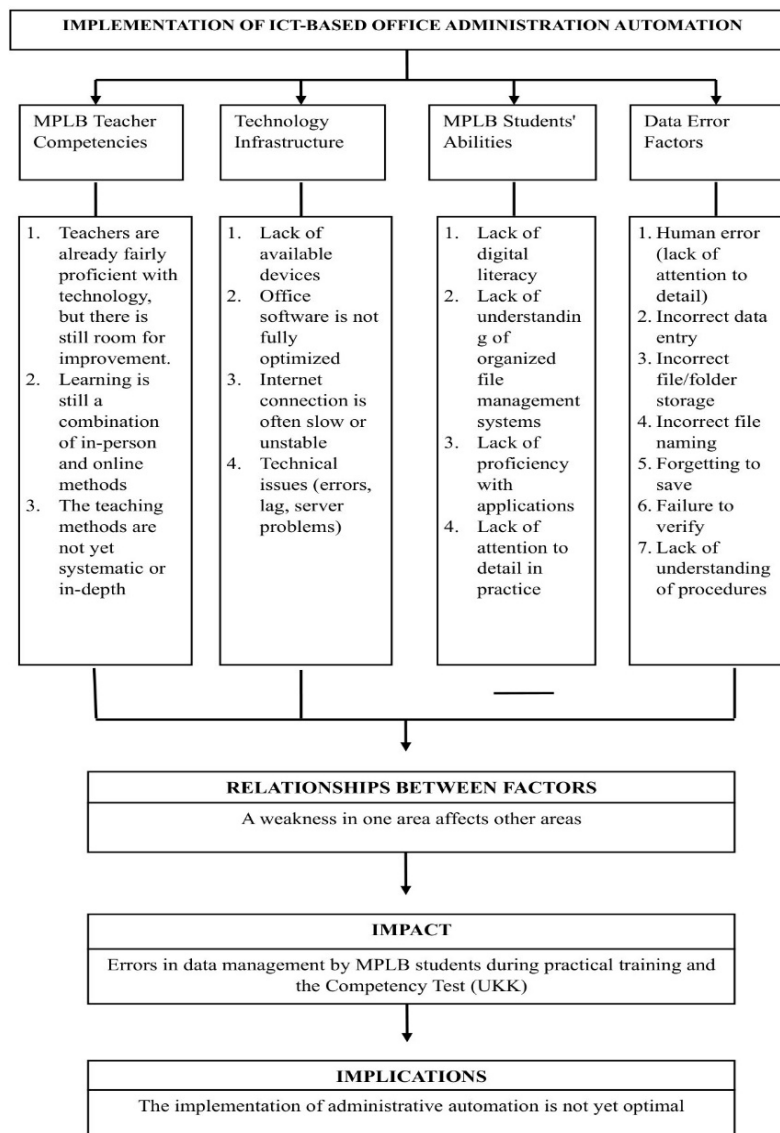 IMPLEMENTATION OF ICT-BASED OFFICE ADMINISTRATION AUTOMATION
MPLB Teacher
Competencies
Technology
Infrastructure
MPLB Students'
Abilities
Data Error
Factors
1. Teachers are
already fairly
proficient with
technology,
but there is
still room for
improvement.
2. Learning is
still a
combination
of in-person
and online
methods
3. The teaching
methods are
not yet
systematic or
in-depth
1. Lack of
available
devices
2. Office
software is not
fully
optimized
3. Internet
connection is
often slow or
unstable
4. Technical
issues (errors,
lag, server
problems)
1. Lack of
digital
literacy
2. Lack of
understandin
g of
organized
file
management
systems
3. Lack of
proficiency
with
applications
4. Lack of
attention to
detail in
practice
1. Human error
(lack of
attention to
detail)
2. Incorrect data
entry
3. Incorrect
file/folder
storage
4. Incorrect file
naming
5. Forgetting to
save
6. Failure to
verify
7. Lack of
understanding
of procedures
RELATIONSHIPS BETWEEN FACTORS
A weakness in one area affects other areas
IMPACT
Errors in data management by MPLB students during practical training and
the Competency Test (UKK)
IMPLICATIONS
The implementation of administrative automation is not yet optimal